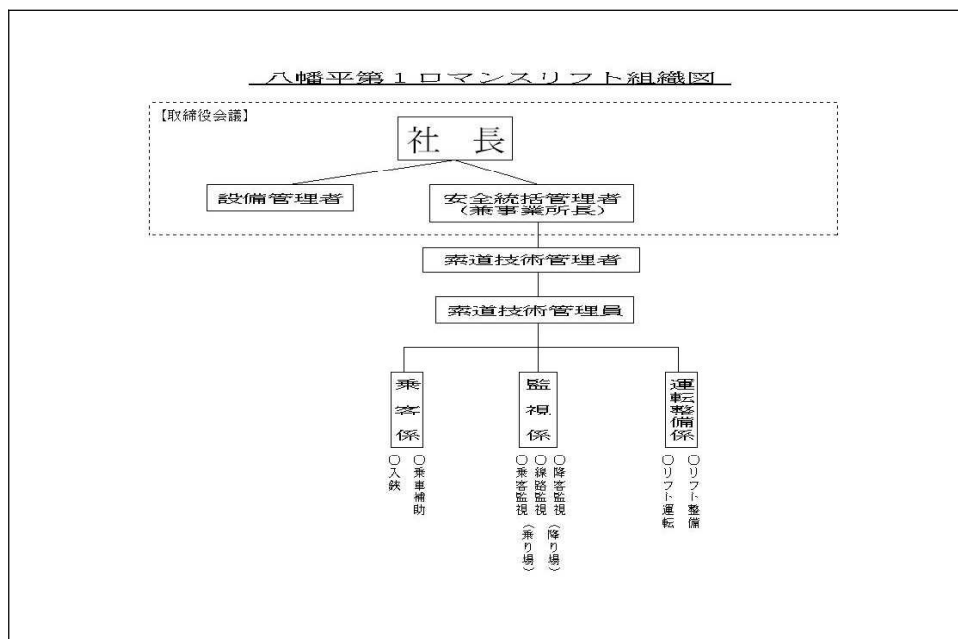 八幡平第１ロマンスリフト組織図
【取締役会議】
社　長
設備管理者
安全統括管理者
(兼事業所長)
索道技術管理者
索道技術管理員
乗客係
監視係
運転整備係
○乗車補助
○入鋏
○降客監視（降り場）
○線路監視
○乗客監視（乗り場）
○リフト整備
○リフト運転